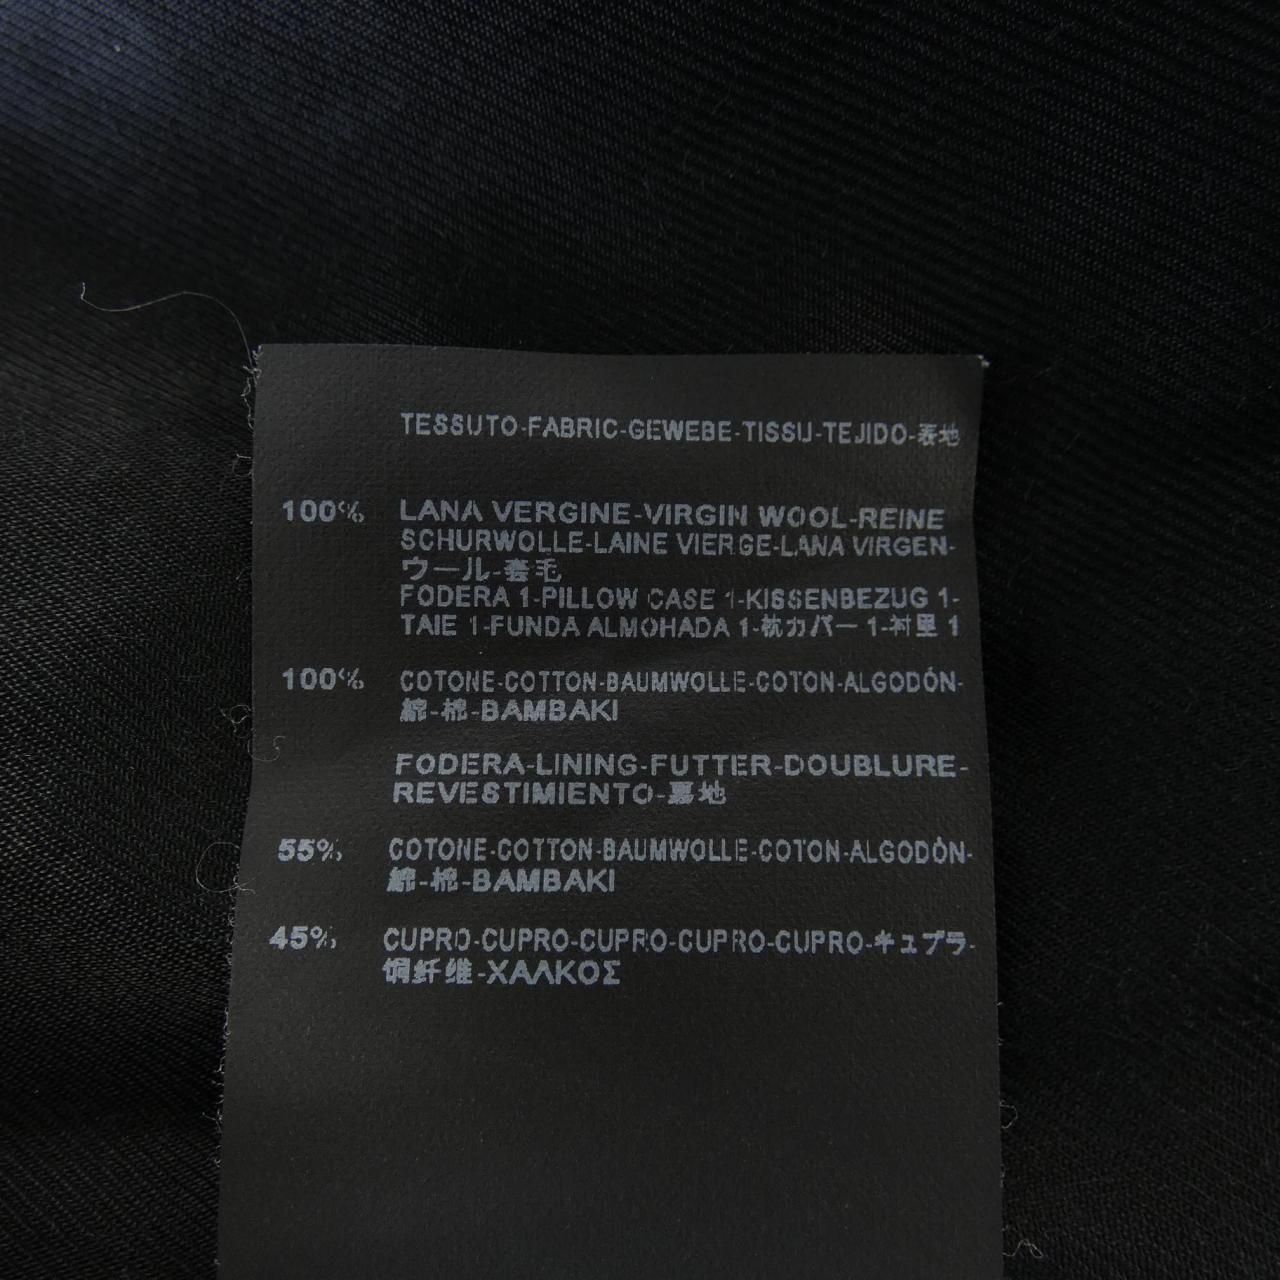 TESSUTO-FABRIC-GEWEBE-TISSU-TEJIDO-表地
100% LANA VERGINE-VIRGIN WOOL-REINE
SCHURWOLLE-LAINE VIERGE-LANA VIRGEN-
ウール-套毛
FODERA 1-PILLOW CASE 1-KISSENBEZUG 1-
TAIE 1-FUNDA ALMOHADA 1-枕カバー 1-衬里 1
100% COTONE-COTTON-BAUMWOLLE-COTON-ALGODÓN-
綿-棉-BAMBAKI
FODERA-LINING-FUTTER-DOUBLURE-
REVESTIMIENTO-裏地
55% COTONE-COTTON-BAUMWOLLE-COTON-ALGODÓN-
綿-棉-BAMBAKI
45% CUPRO-CUPRO-CUPRO-CUPRO-CUPRO-キュプラ-
铜纤维-ΧΑΛΚΟΣ